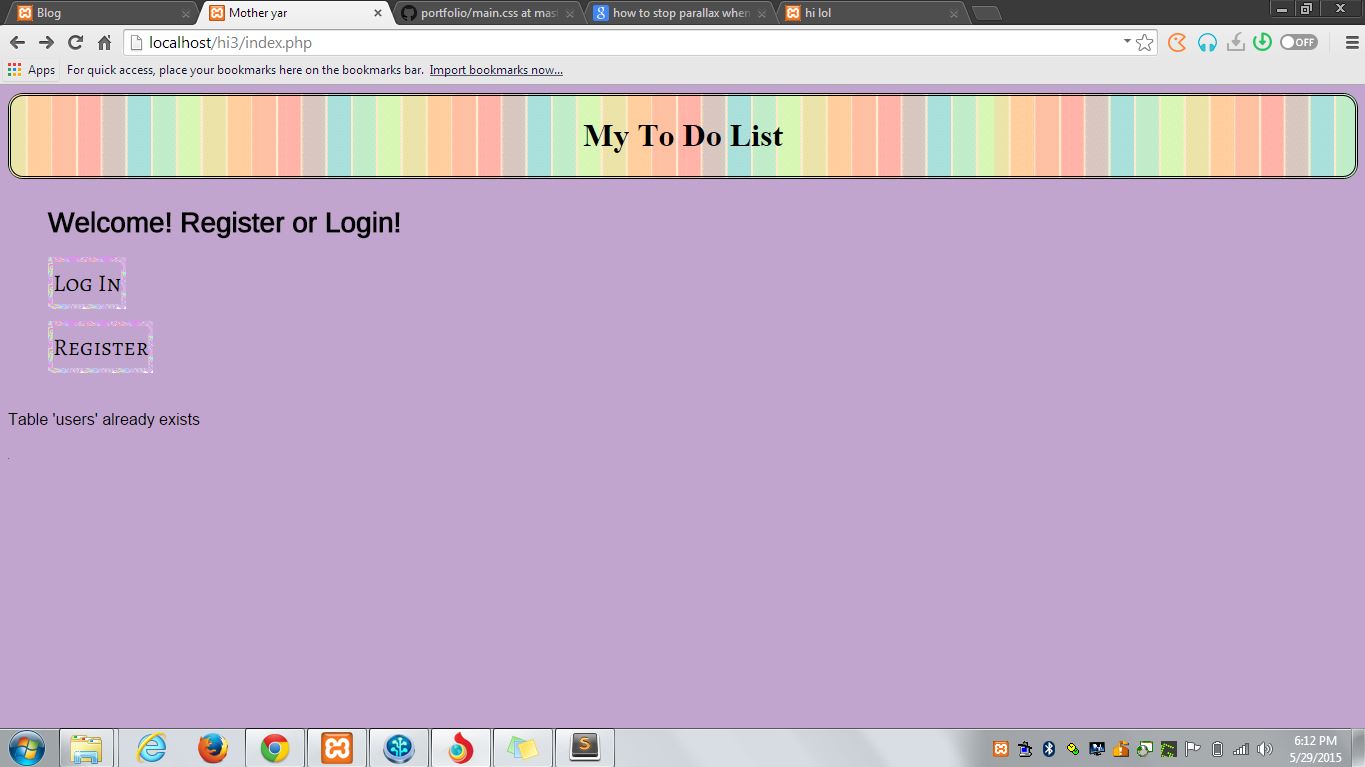 Blog
Mother yar
portfolio/main.css at mast
how to stop parallax when
hi lol
localhost/hi3/index.php
OFF
Apps
For quick access, place your bookmarks here on the bookmarks bar. Import bookmarks now...
My To Do List
Welcome! Register or Login!
Log In
Register
Table 'users' already exists
.
6:12 PM
5/29/2015